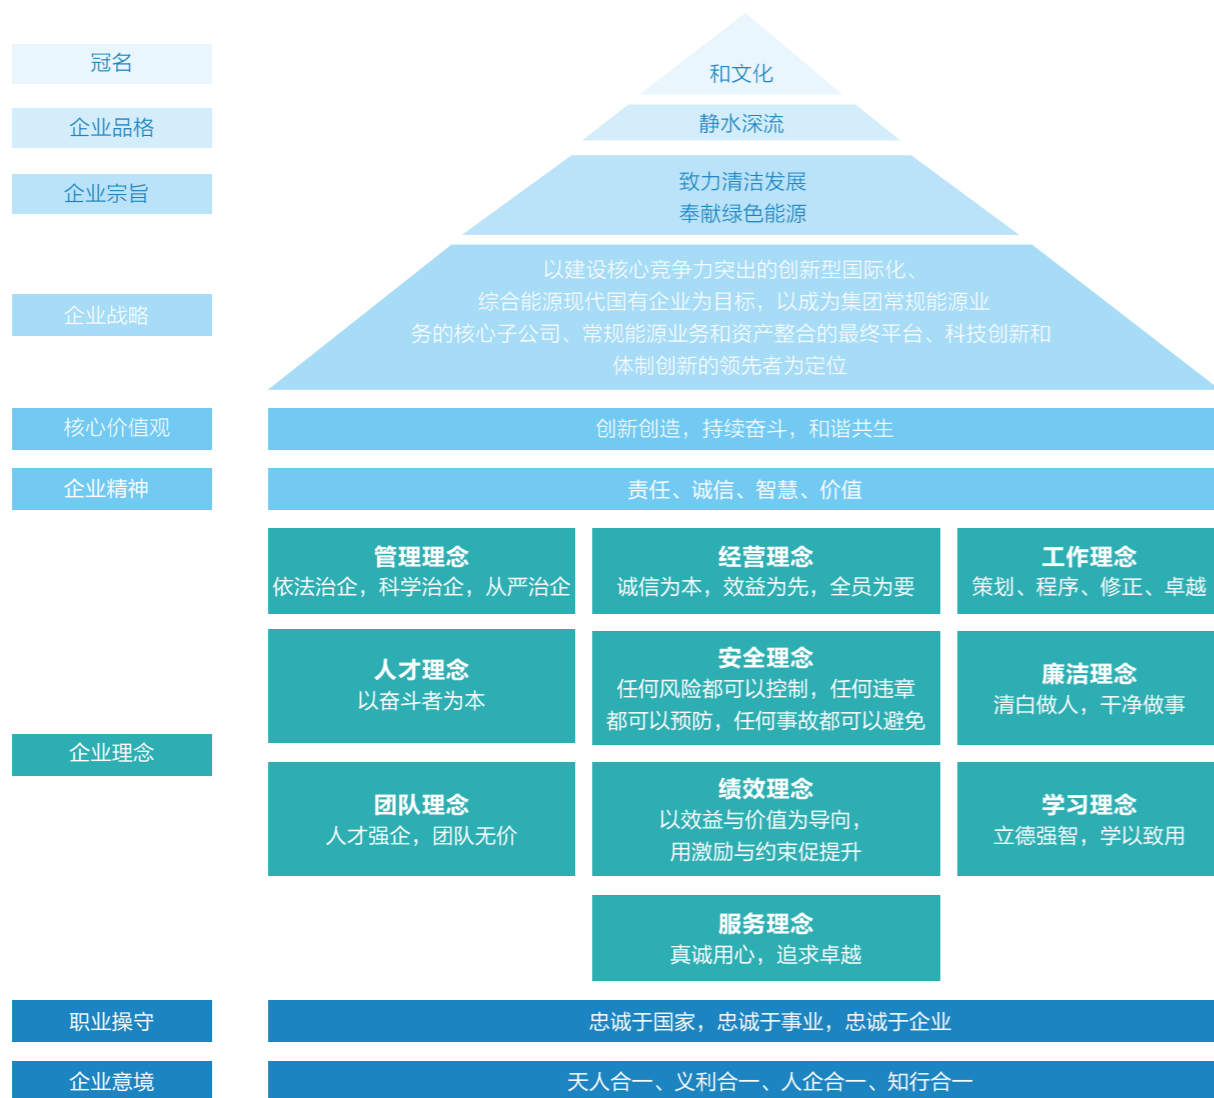 冠名
和文化
企业品格
静水深流
企业宗旨
致力清洁发展
奉献绿色能源
企业战略
以建设核心竞争力突出的创新型国际化、
综合能源现代国有企业为目标，以成为集团常规能源业
务的核心子公司、常规能源业务和资产整合的最终平台、科技创新和
体制创新的领先者为定位
核心价值观
创新创造，持续奋斗，和谐共生
企业精神
责任、诚信、智慧、价值
企业理念
管理理念
依法治企，科学治企，从严治企
经营理念
诚信为本，效益为先，全员为要
工作理念
策划、程序、修正、卓越
人才理念
以奋斗者为本
安全理念
任何风险都可以控制，任何违章
都可以预防，任何事故都可以避免
廉洁理念
清白做人，干净做事
团队理念
人才强企，团队无价
绩效理念
以效益与价值为导向，
用激励与约束促提升
学习理念
立德强智，学以致用
服务理念
真诚用心，追求卓越
职业操守
忠诚于国家，忠诚于事业，忠诚于企业
企业意境
天人合一、义利合一、人企合一、知行合一